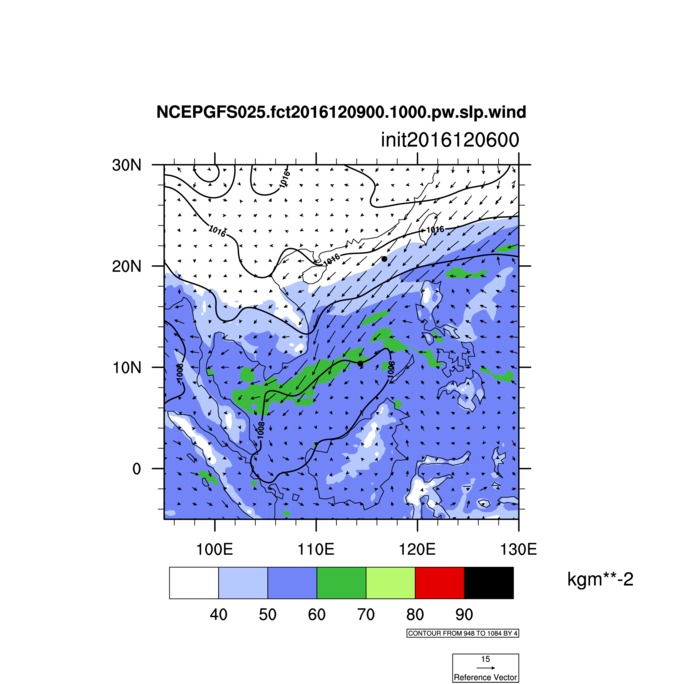 NCEPGFS025.fct2016120900.1000.pw.slp.wind
init2016120600
30N
1016
1016
1016
1016
20N
1008
10N
1008
1008
0
100E 110E 120E 130E
kgm**-2
40 50 60 70 80 90
CONTOUR FROM 948 TO 1084 BY 4
15
Reference Vector